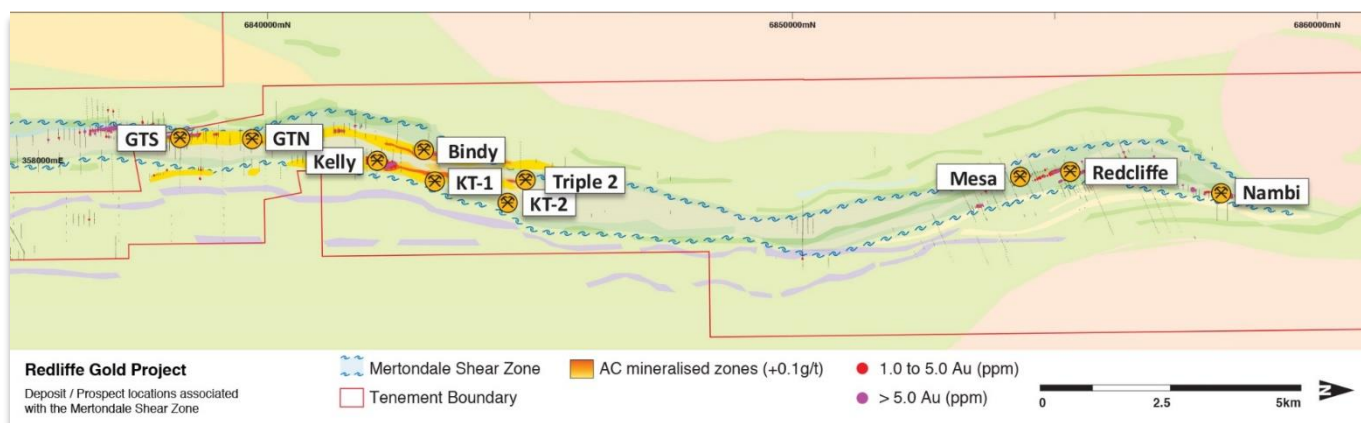 6840000mN
6850000mN
6860000mN
358000mE
GTS
GTN
Bindy
Kelly
KT-1
Triple 2
KT-2
Mesa
Redcliffe
Nambi
Redliffe Gold Project
Deposit / Prospect locations associated
with the Mertondale Shear Zone
Mertondale Shear Zone
Tenement Boundary
AC mineralised zones (+0.1g/t)
1.0 to 5.0 Au (ppm)
> 5.0 Au (ppm)
0 2.5 5km
N